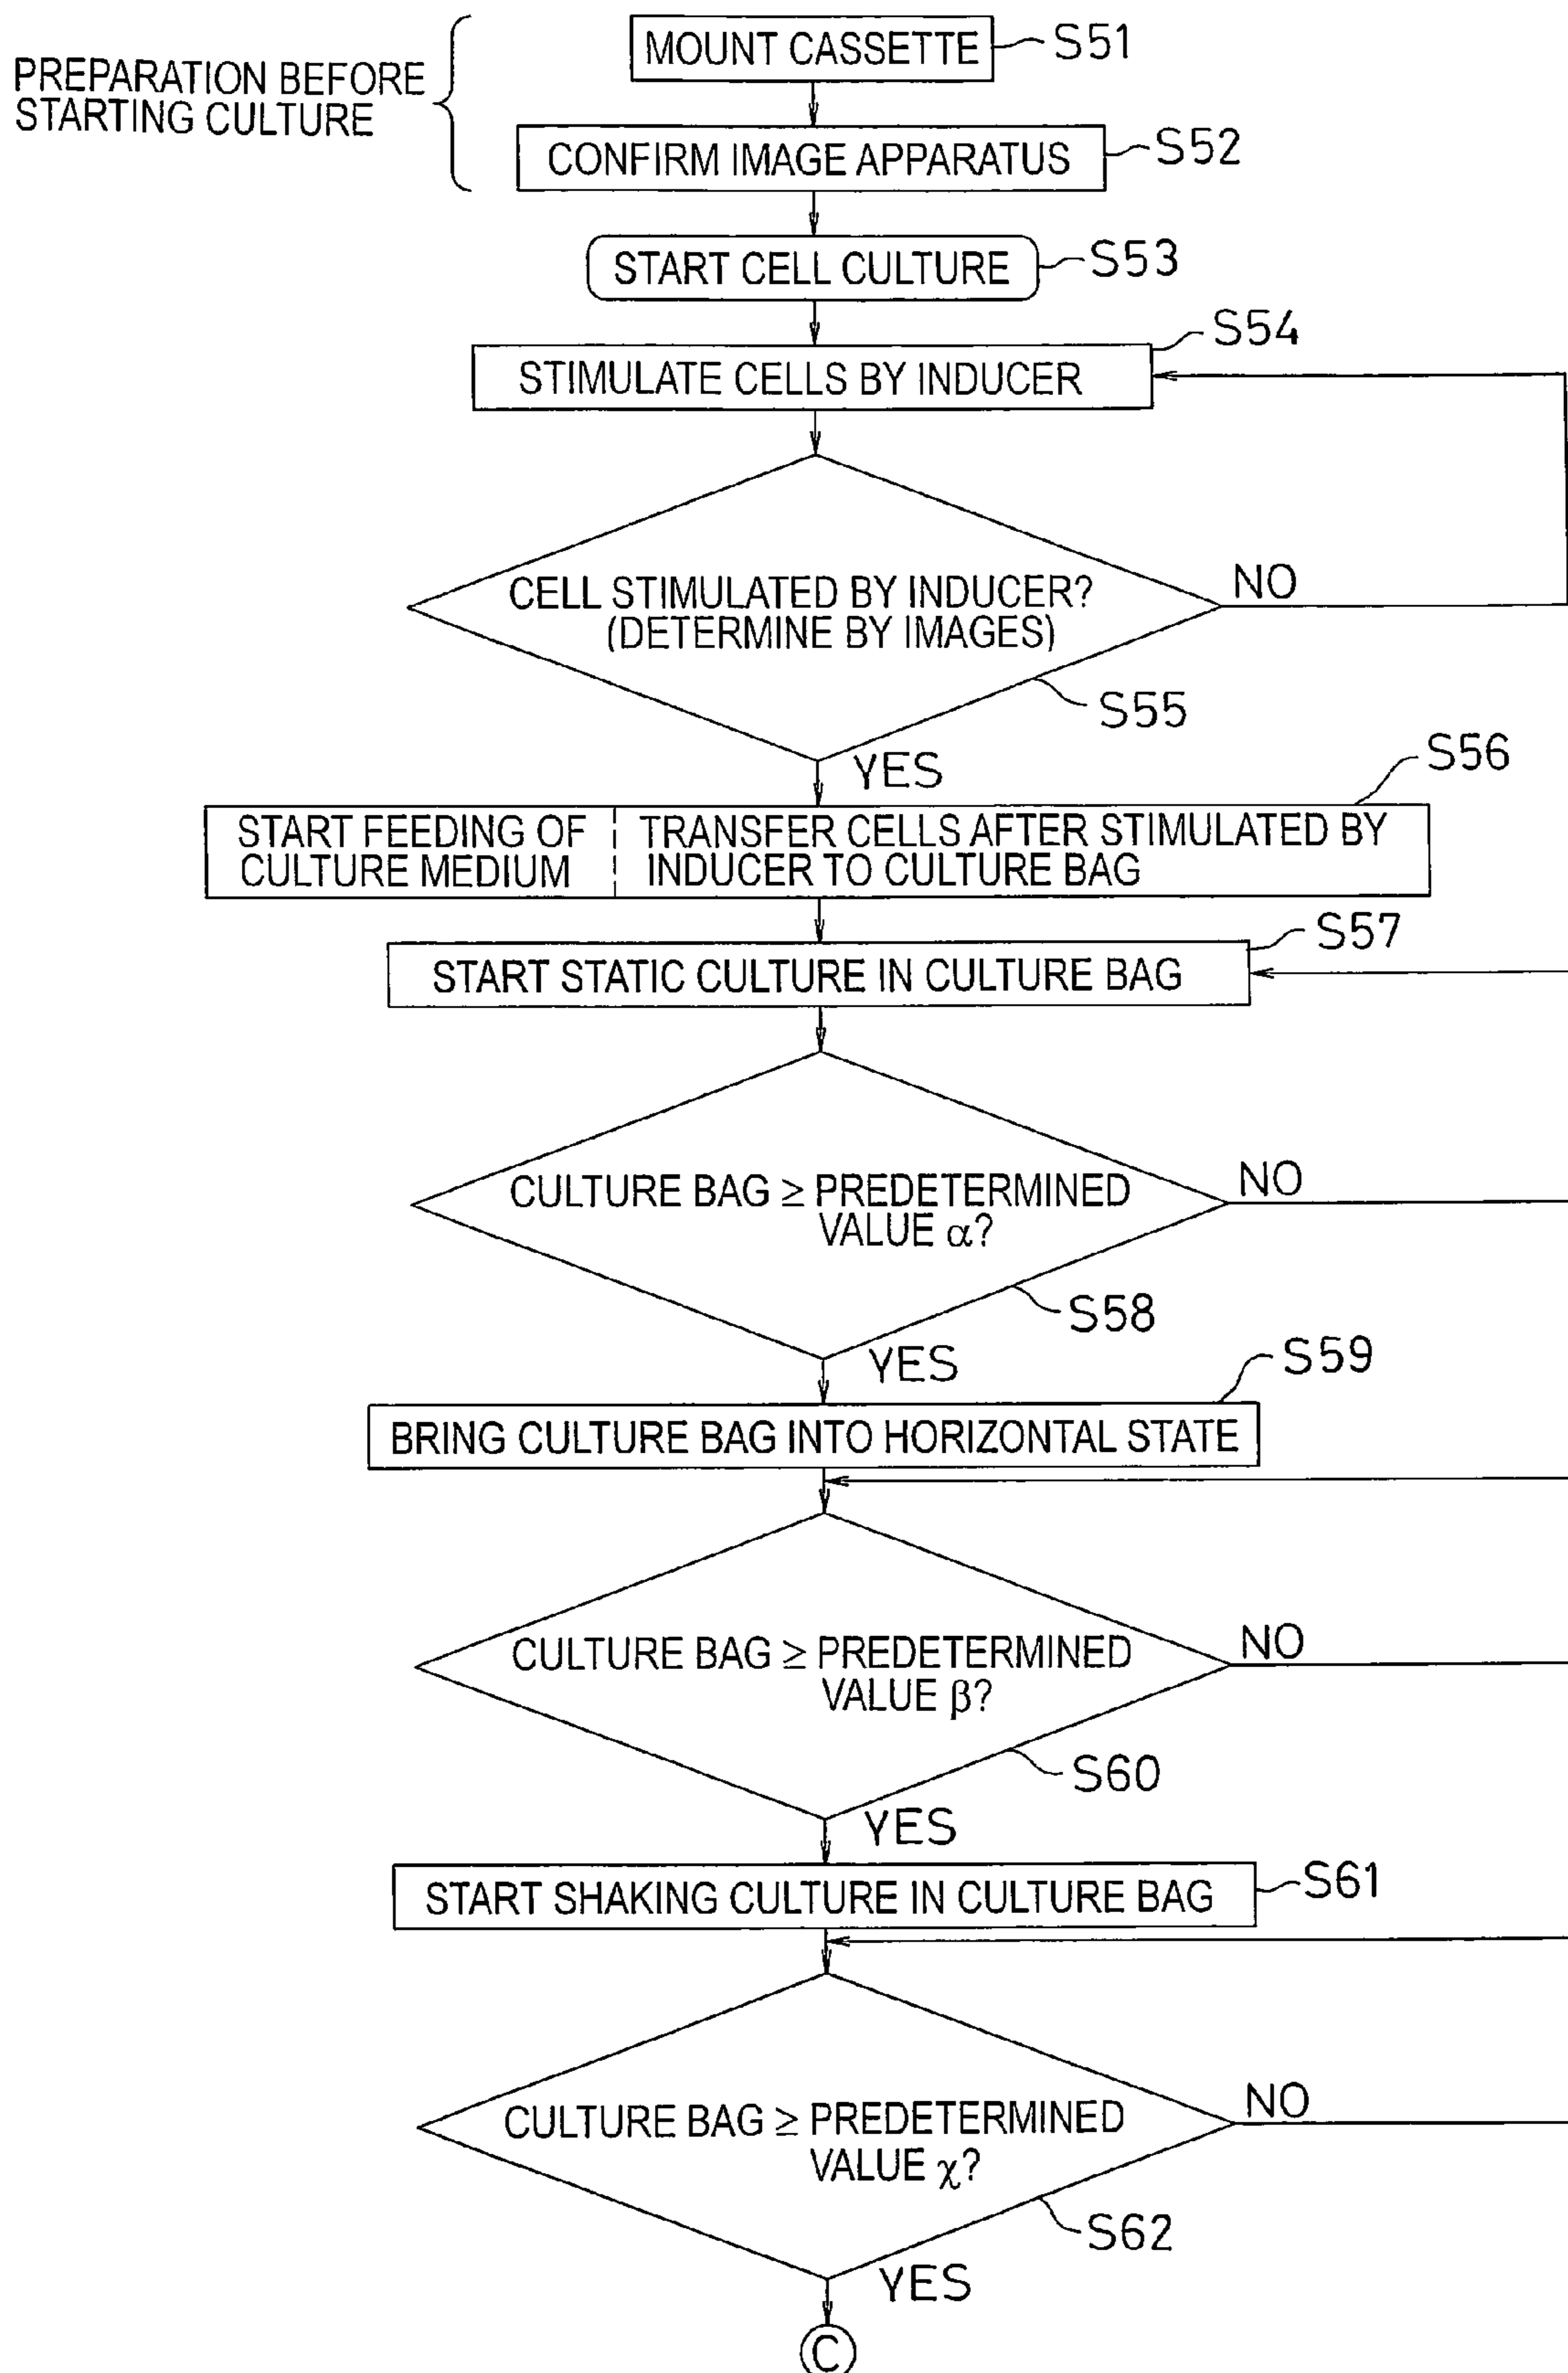 MOUNT CASSETTE
S51
PREPARATION BEFORE
STARTING CULTURE
CONFIRM IMAGE APPARATUS
S52
START CELL CULTURE
S53
S54
STIMULATE CELLS BY INDUCER
CELL STIMULATED BY INDUCER?
(DETERMINE BY IMAGES)
NO
S55
YES
S56
START FEEDING OF
CULTURE MEDIUM
TRANSFER CELLS AFTER STIMULATED BY
INDUCER TO CULTURE BAG
S57
START STATIC CULTURE IN CULTURE BAG
CULTURE BAG ≥ PREDETERMINED
VALUE α?
NO
S58
YES
S59
BRING CULTURE BAG INTO HORIZONTAL STATE
CULTURE BAG ≥ PREDETERMINED
VALUE β?
NO
S60
YES
START SHAKING CULTURE IN CULTURE BAG
S61
CULTURE BAG ≥ PREDETERMINED
VALUE χ?
NO
S62
YES
C